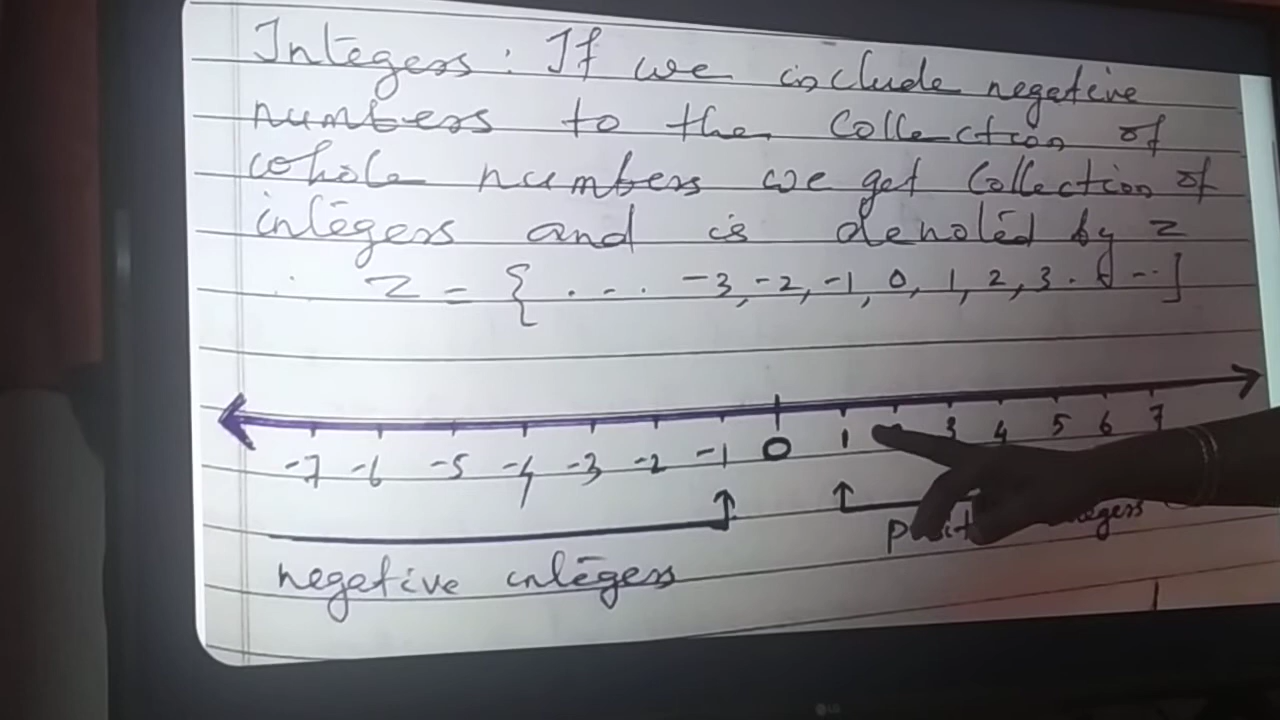 Integers : If we include negative
numbers to the collection of
whole numbers we get collection of
integers and is denoted by Z
Z = { . . . -3, -2, -1, 0, 1, 2, 3 . . . . ]
-7 -6 -5 -4 -3 -2 -1 0 1 3 4 5 6 7
negetive integers
LG